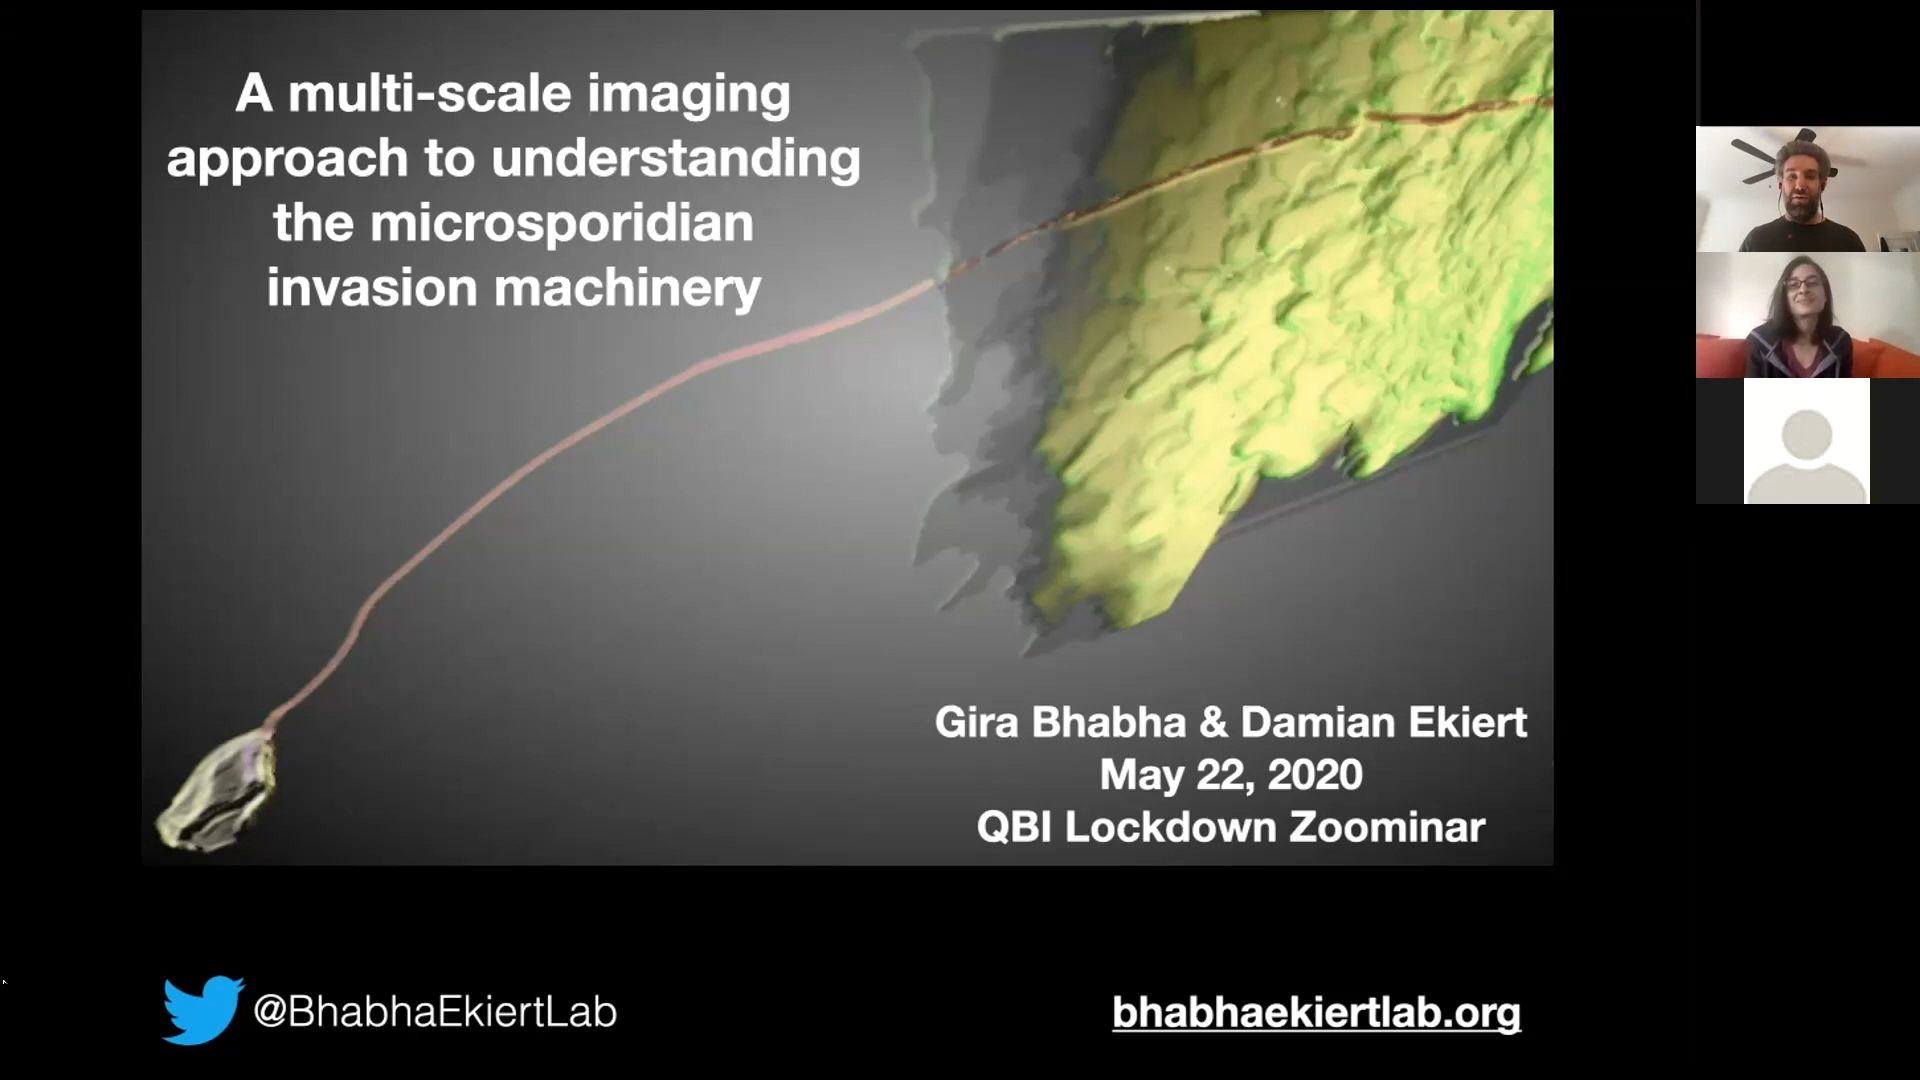 A multi-scale imaging
approach to understanding
the microsporidian
invasion machinery
Gira Bhabha & Damian Ekiert
May 22, 2020
QBI Lockdown Zoominar
@BhabhaEkiertLab
bhabhaekiertlab.org